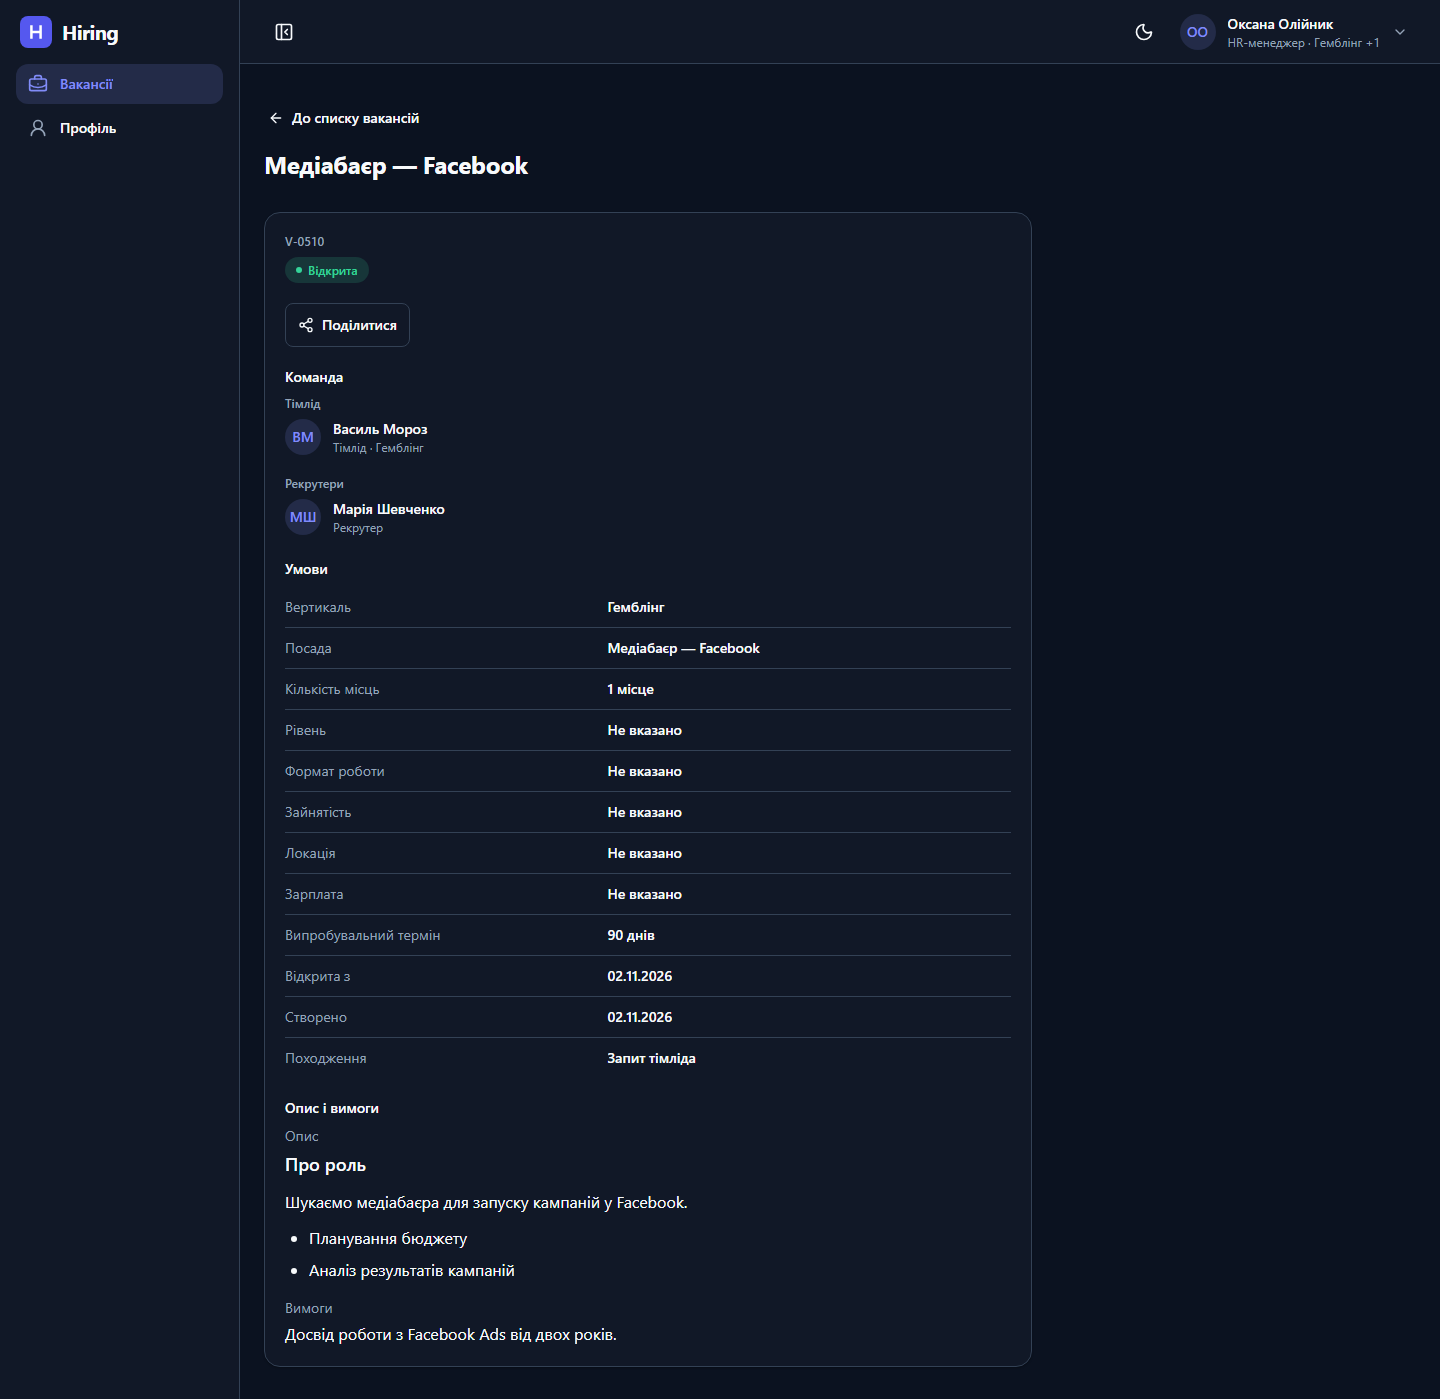 H Hiring
Вакансії
Профіль
ОО
Оксана Олійник
HR-менеджер · Гемблінг +1
До списку вакансій
Медіабаєр — Facebook
V-0510
Відкрита
Поділитися
Команда
Тімлід
ВМ
Василь Мороз
Тімлід · Гемблінг
Рекрутери
МШ
Марія Шевченко
Рекрутер
Умови
Вертикаль Гемблінг
Посада Медіабаєр — Facebook
Кількість місць 1 місце
Рівень Не вказано
Формат роботи Не вказано
Зайнятість Не вказано
Локація Не вказано
Зарплата Не вказано
Випробувальний термін 90 днів
Відкрита з 02.11.2026
Створено 02.11.2026
Походження Запит тімліда
Опис і вимоги
Опис
Про роль
Шукаємо медіабаєра для запуску кампаній у Facebook.
• Планування бюджету
• Аналіз результатів кампаній
Вимоги
Досвід роботи з Facebook Ads від двох років.